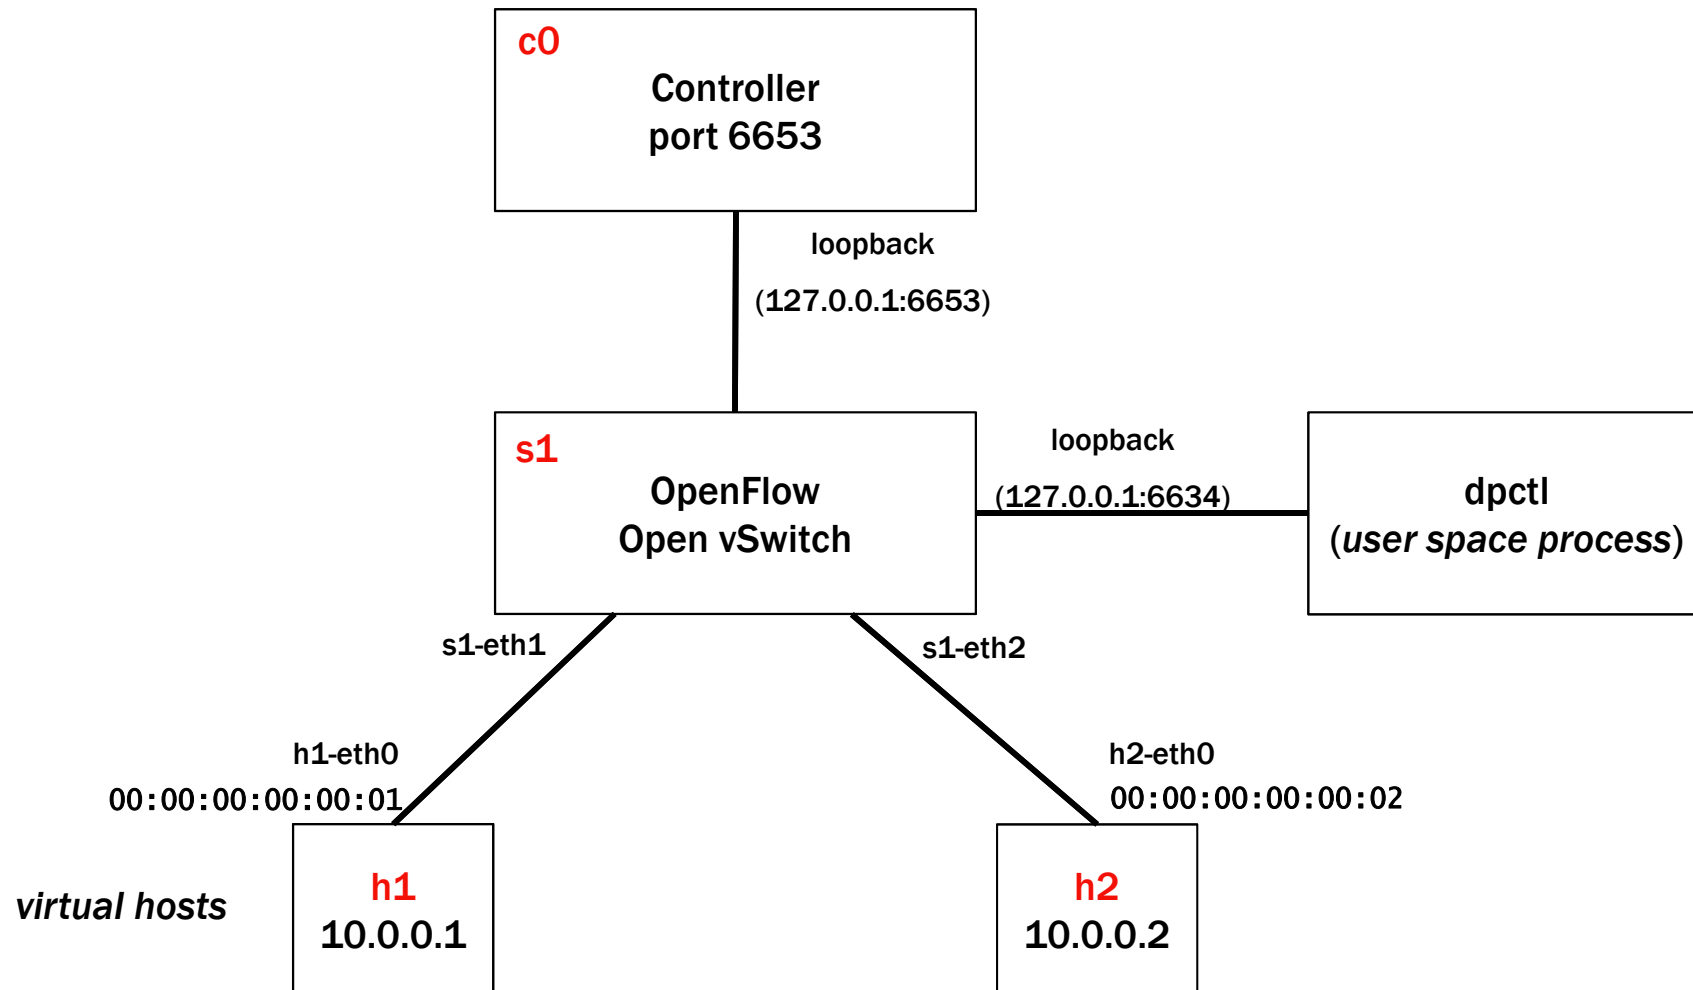 c0
Controller
port 6653
loopback
(127.0.0.1:6653)
s1
OpenFlow
Open vSwitch
loopback
(127.0.0.1:6634)
dpctl
(user space process)
s1-eth1
s1-eth2
h1-eth0
00:00:00:00:00:01
h2-eth0
00:00:00:00:00:02
virtual hosts
h1
10.0.0.1
h2
10.0.0.2